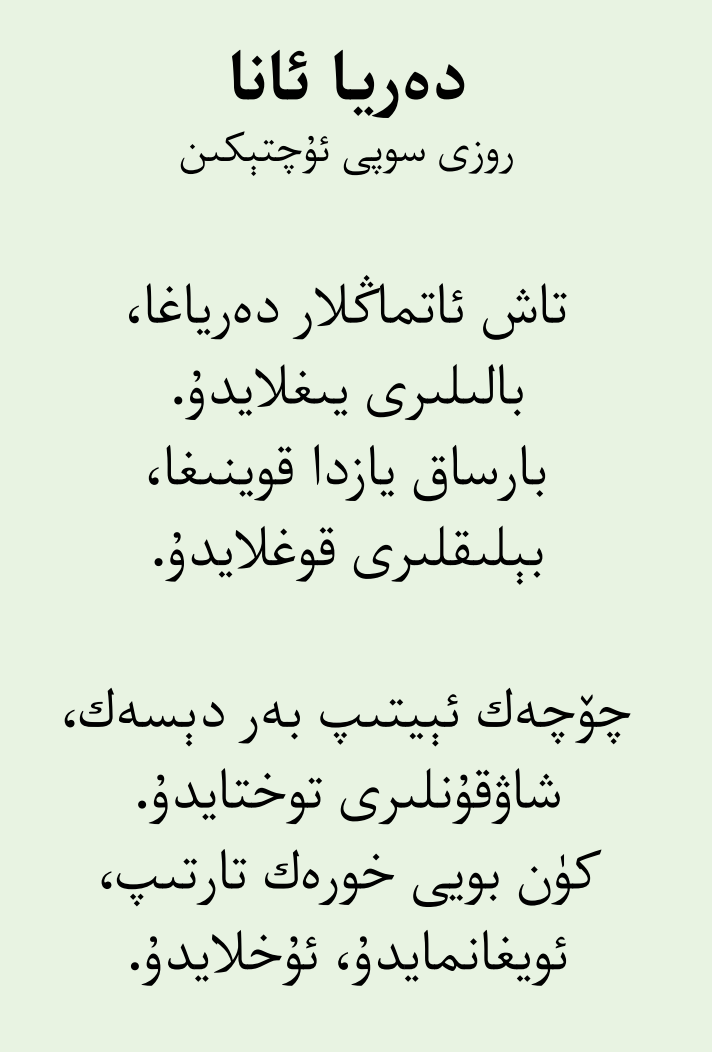 دەريا ئانا
روزى سوپى ئۇچتېكىن
تاش ئاتماڭلار دەرياغا،
بالىلىرى يىغلايدۇ.
بارساق يازدا قوينىغا،
بېلىقلىرى قوغلايدۇ.
چۆچەك ئېيتىپ بەر دېسەك،
شاۋقۇنلىرى توختايدۇ.
كۈن بويى خورەك تارتىپ،
ئويغانمايدۇ، ئۇخلايدۇ.